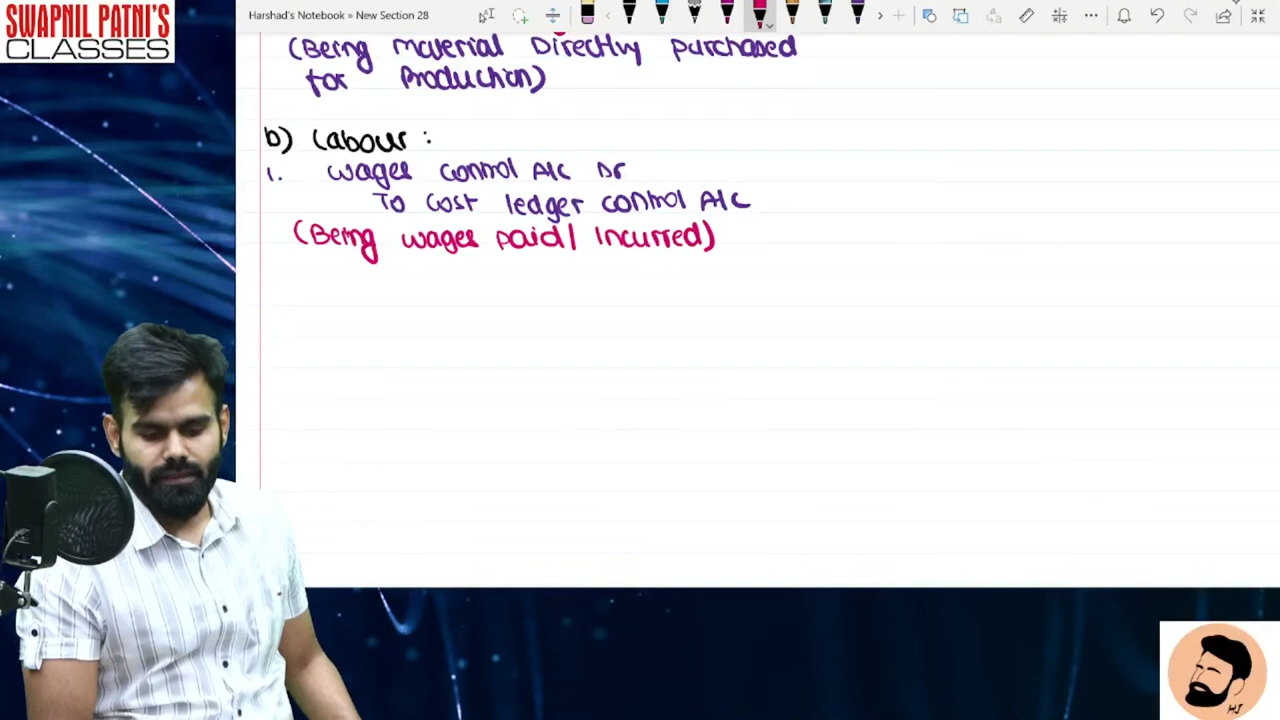 SWAPNIL PATNI'S
CLASSES
Harshad's Notebook » New Section 28
(Being Material Directly purchased
for Production)
b) Labour :
1. Wages control A/C Dr
To Cost ledger control A/C
(Being wages paid/ Incurred)
HS